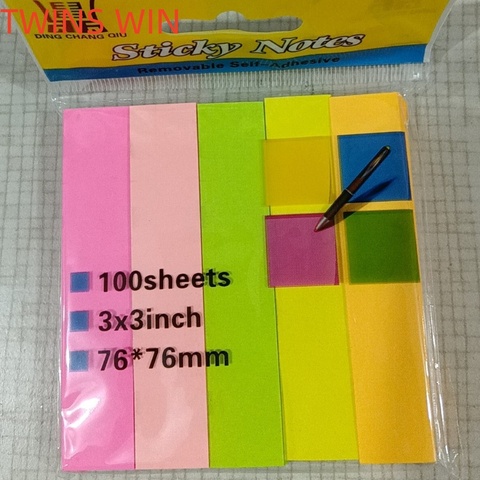 TWINS WIN
DING CHANG QIU
Sticky Notes
Removable Self-Adhesive
100sheets
3x3inch
76*76mm